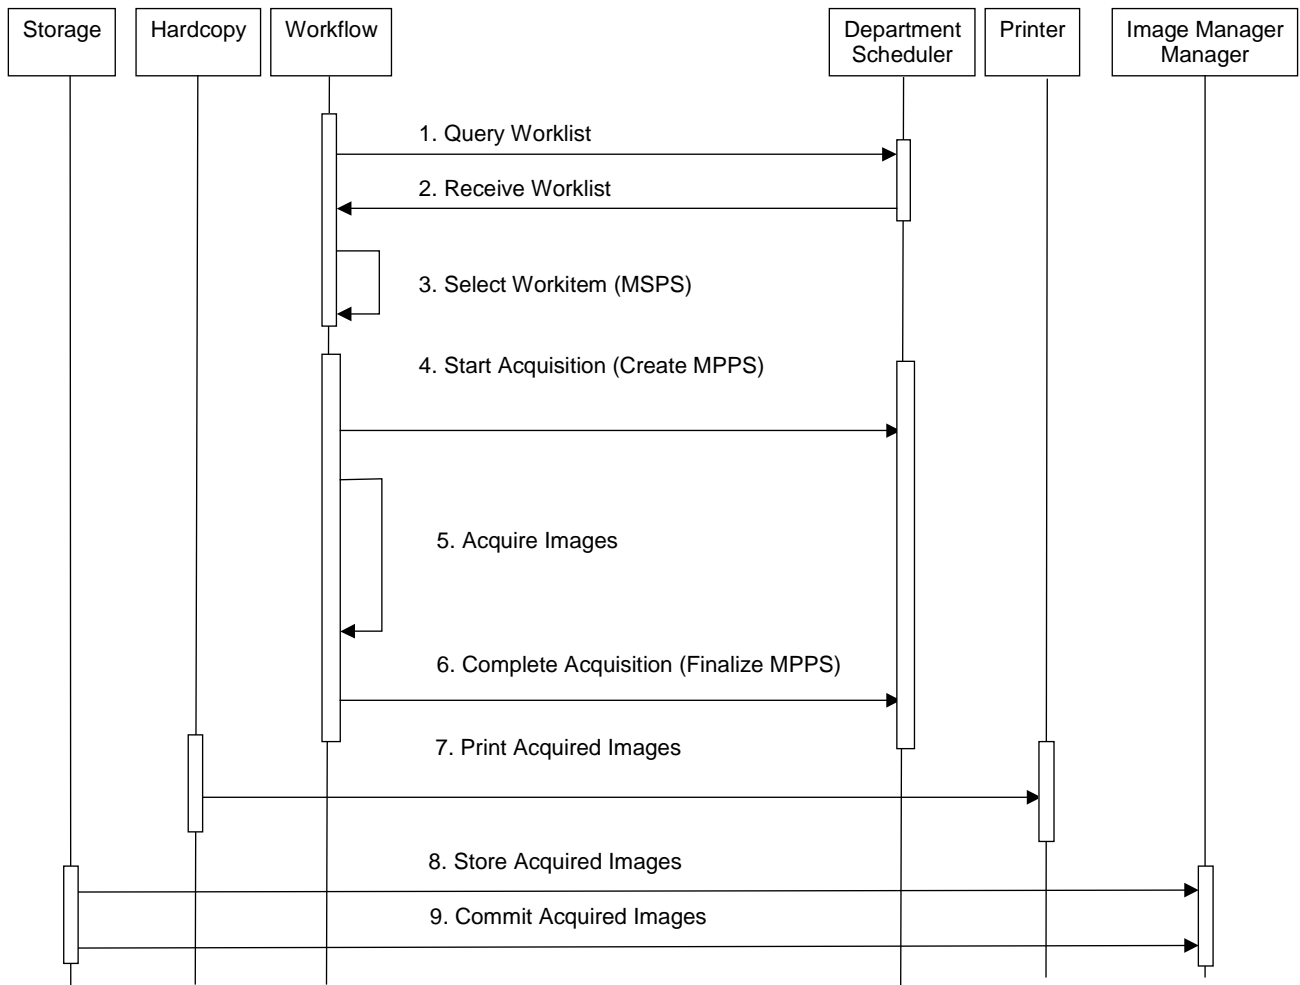 Storage
Hardcopy
Workflow
Department
Scheduler
Printer
Image Manager
Manager
1. Query Worklist
2. Receive Worklist
3. Select Workitem (MSPS)
4. Start Acquisition (Create MPPS)
5. Acquire Images
6. Complete Acquisition (Finalize MPPS)
7. Print Acquired Images
8. Store Acquired Images
9. Commit Acquired Images